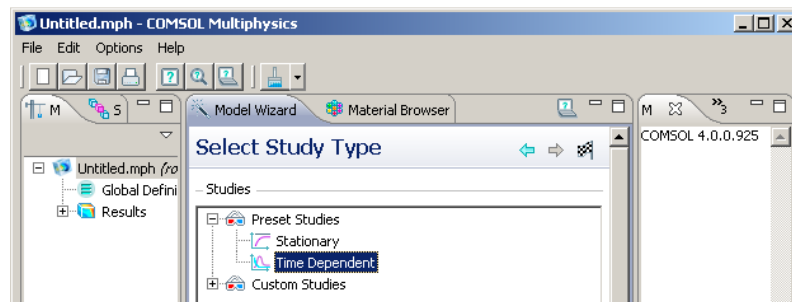 Untitled.mph - COMSOL Multiphysics
File Edit Options Help
M S Model Wizard Material Browser M »3
Select Study Type
COMSOL 4.0.0.925
Untitled.mph (ro
Global Defini
Results
Studies
Preset Studies
Stationary
Time Dependent
Custom Studies